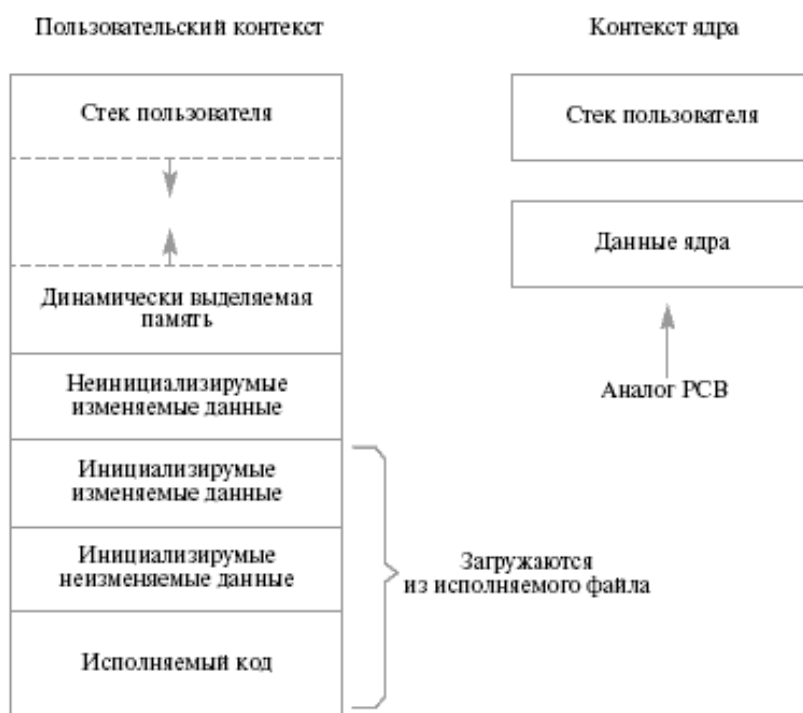 Пользовательский контекст
Стек пользователя
Динамически выделяемая
память
Неинициализирумые
изменяемые данные
Инициализирумые
изменяемые данные
Инициализирумые
неизменяемые данные
Исполняемый код
Загружаются
из исполняемого файла
Контекст ядра
Стек пользователя
Данные ядра
Аналог PCB